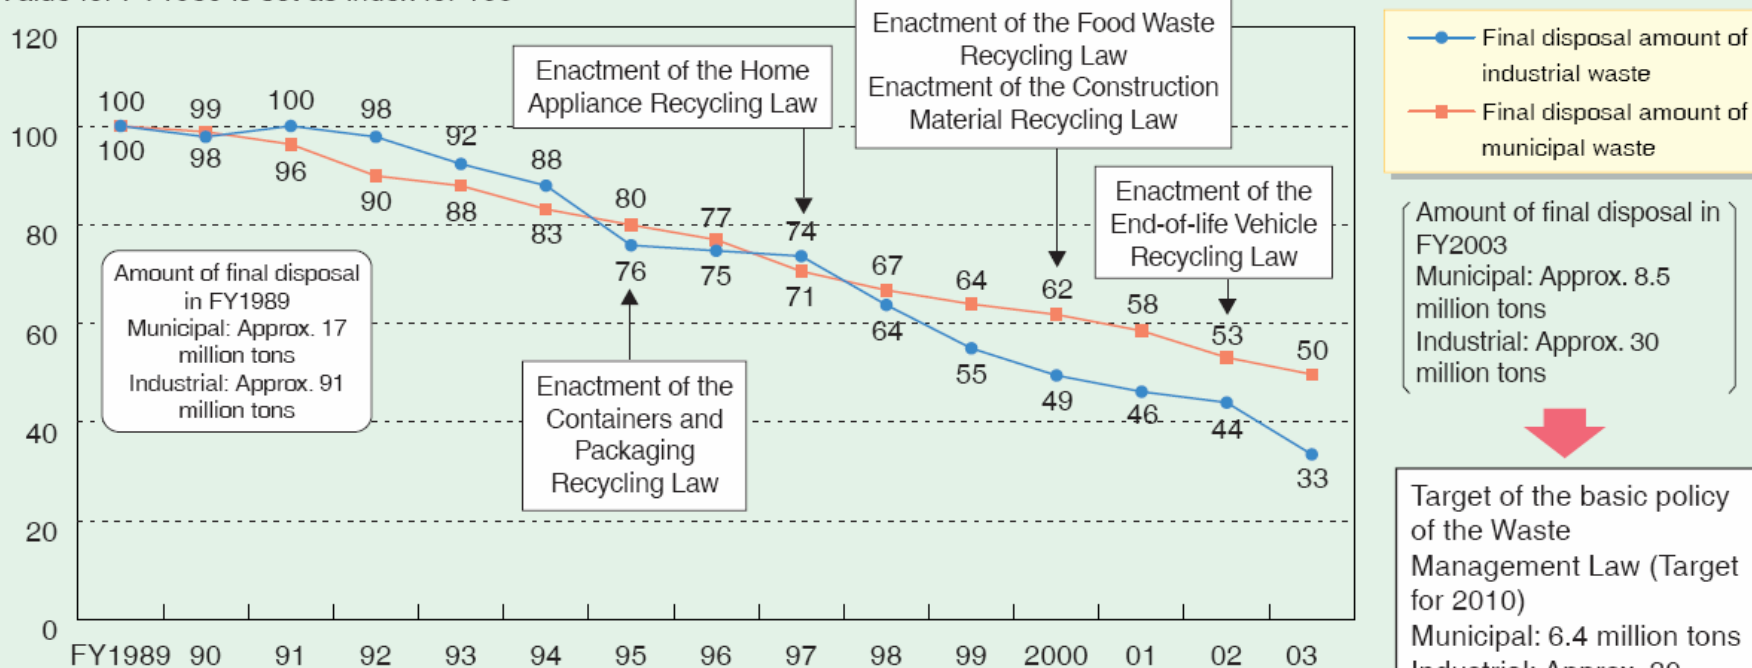 120
100
80
60
40
20
0
FY1989 90 91 92 93 94 95 96 97 98 99 2000 01 02 03
100 99 100 98 92 88 80 77 74 67 64 62 58 53 50
100 98 96 90 88 83 76 75 71 64 55 49 46 44 33
Amount of final disposal
in FY1989
Municipal: Approx. 17
million tons
Industrial: Approx. 91
million tons
Enactment of the Home
Appliance Recycling Law
Enactment of the
Containers and
Packaging
Recycling Law
Enactment of the Food Waste
Recycling Law
Enactment of the Construction
Material Recycling Law
Enactment of the
End-of-life Vehicle
Recycling Law
Final disposal amount of
industrial waste
Final disposal amount of
municipal waste
Amount of final disposal in
FY2003
Municipal: Approx. 8.5
million tons
Industrial: Approx. 30
million tons
Target of the basic policy
of the Waste
Management Law (Target
for 2010)
Municipal: 6.4 million tons